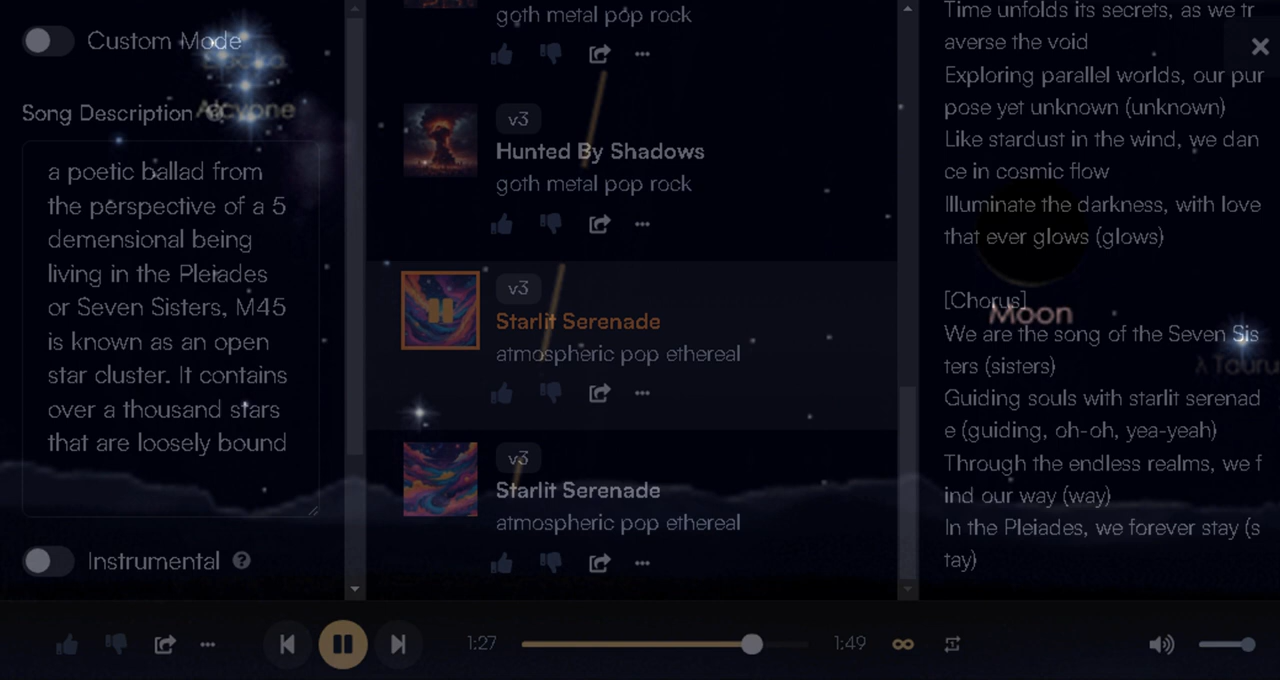 Custom Mode
Alcyone
Song Description
a poetic ballad from
the perspective of a 5
demensional being
living in the Pleiades
or Seven Sisters, M45
is known as an open
star cluster. It contains
over a thousand stars
that are loosely bound
Instrumental ?
goth metal pop rock
v3
Hunted By Shadows
goth metal pop rock
v3
Starlit Serenade
atmospheric pop ethereal
v3
Starlit Serenade
atmospheric pop ethereal
Time unfolds its secrets, as we tr
averse the void
Exploring parallel worlds, our pur
pose yet unknown (unknown)
Like stardust in the wind, we dan
ce in cosmic flow
Illuminate the darkness, with love
that ever glows (glows)
[Chorus]
Moon
We are the song of the Seven Sis
ters (sisters)
λ Tauru
Guiding souls with starlit serenad
e (guiding, oh-oh, yea-yeah)
Through the endless realms, we f
ind our way (way)
In the Pleiades, we forever stay (s
tay)
1:27
1:49